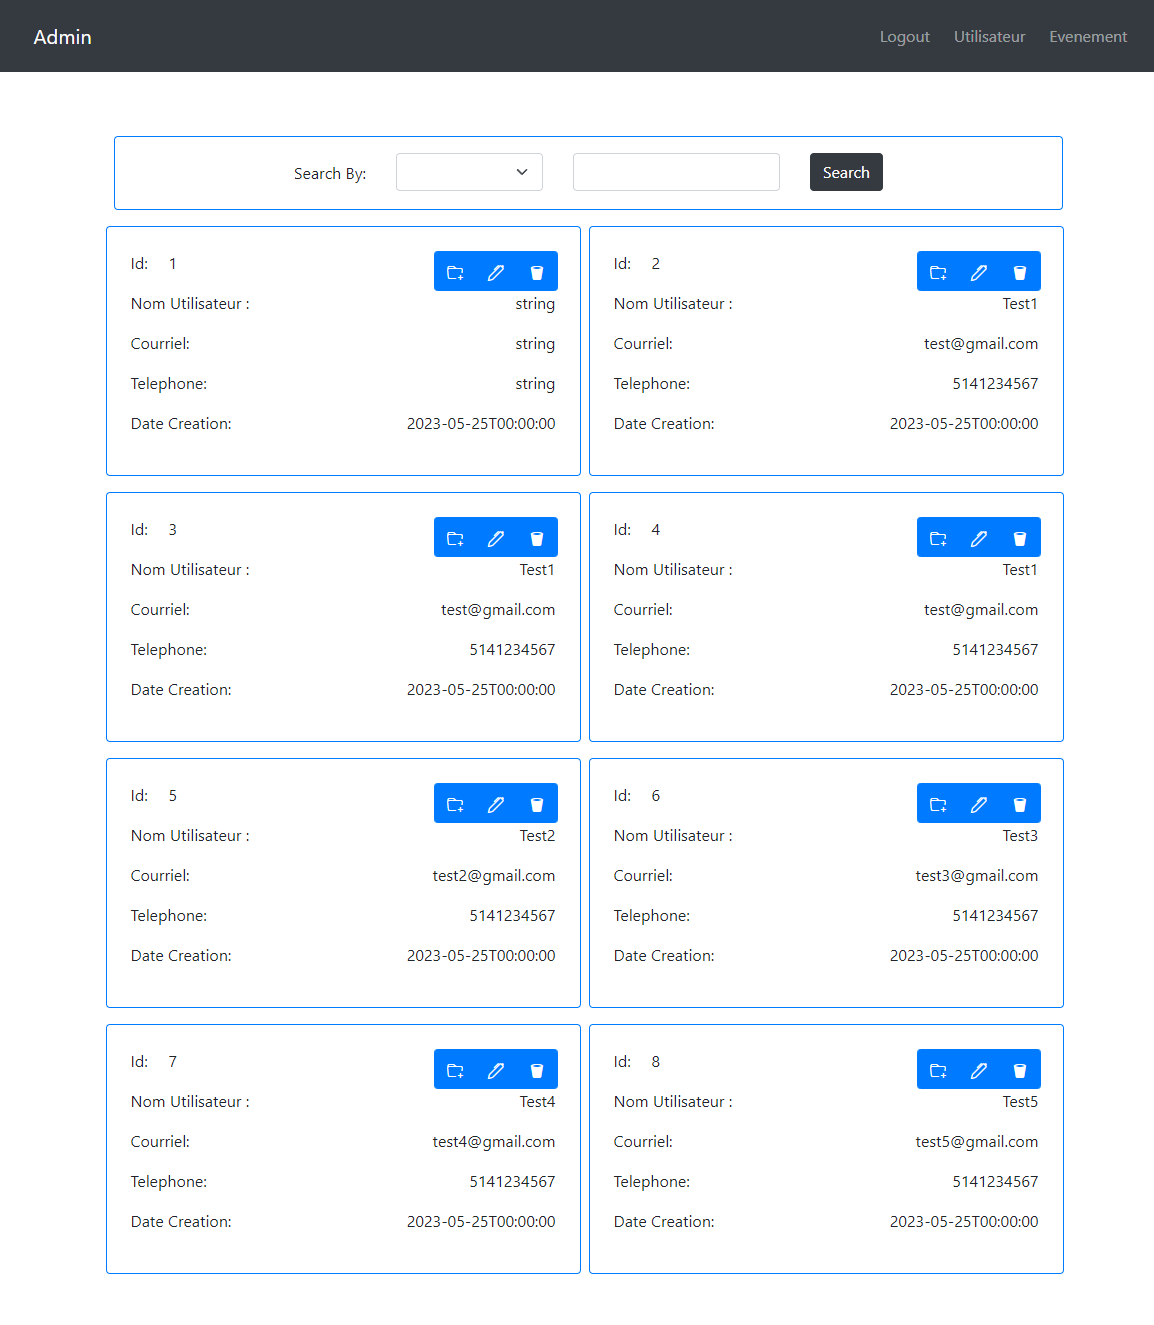 Admin
Logout Utilisateur Evenement
Search By: Search
Id: 1
Nom Utilisateur : string
Courriel: string
Telephone: string
Date Creation: 2023-05-25T00:00:00
Id: 2
Nom Utilisateur : Test1
Courriel: test@gmail.com
Telephone: 5141234567
Date Creation: 2023-05-25T00:00:00
Id: 3
Nom Utilisateur : Test1
Courriel: test@gmail.com
Telephone: 5141234567
Date Creation: 2023-05-25T00:00:00
Id: 4
Nom Utilisateur : Test1
Courriel: test@gmail.com
Telephone: 5141234567
Date Creation: 2023-05-25T00:00:00
Id: 5
Nom Utilisateur : Test2
Courriel: test2@gmail.com
Telephone: 5141234567
Date Creation: 2023-05-25T00:00:00
Id: 6
Nom Utilisateur : Test3
Courriel: test3@gmail.com
Telephone: 5141234567
Date Creation: 2023-05-25T00:00:00
Id: 7
Nom Utilisateur : Test4
Courriel: test4@gmail.com
Telephone: 5141234567
Date Creation: 2023-05-25T00:00:00
Id: 8
Nom Utilisateur : Test5
Courriel: test5@gmail.com
Telephone: 5141234567
Date Creation: 2023-05-25T00:00:00